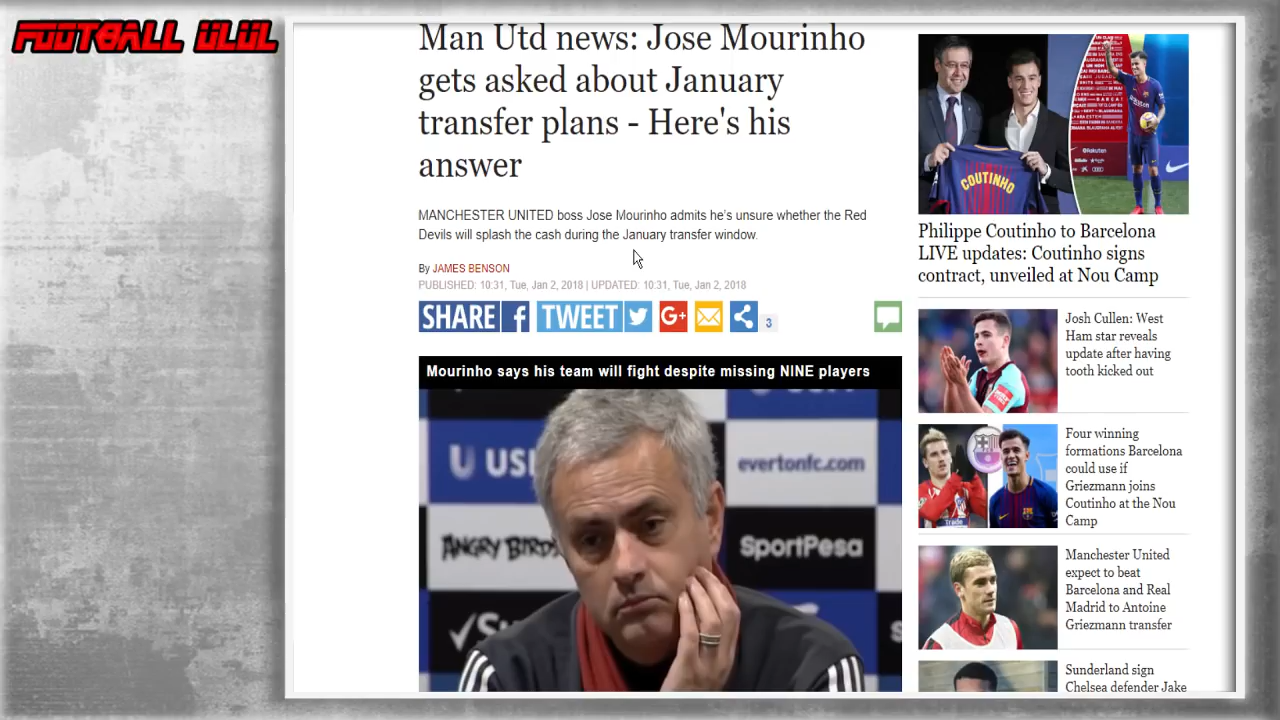 FOOTBALL ÜLÜL
Man Utd news: Jose Mourinho
gets asked about January
transfer plans - Here's his
answer
MANCHESTER UNITED boss Jose Mourinho admits he's unsure whether the Red
Devils will splash the cash during the January transfer window.
By JAMES BENSON
PUBLISHED: 10:31, Tue, Jan 2, 2018 | UPDATED: 10:31, Tue, Jan 2, 2018
SHARE f TWEET G+ 3
Mourinho says his team will fight despite missing NINE players
evertonfc.com
ANGRY BIRDS
SportPesa
COUTINHO
Rakuten
Philippe Coutinho to Barcelona
LIVE updates: Coutinho signs
contract, unveiled at Nou Camp
Josh Cullen: West
Ham star reveals
update after having
tooth kicked out
Four winning
formations Barcelona
could use if
Griezmann joins
Coutinho at the Nou
Camp
Manchester United
expect to beat
Barcelona and Real
Madrid to Antoine
Griezmann transfer
Sunderland sign
Chelsea defender Jake